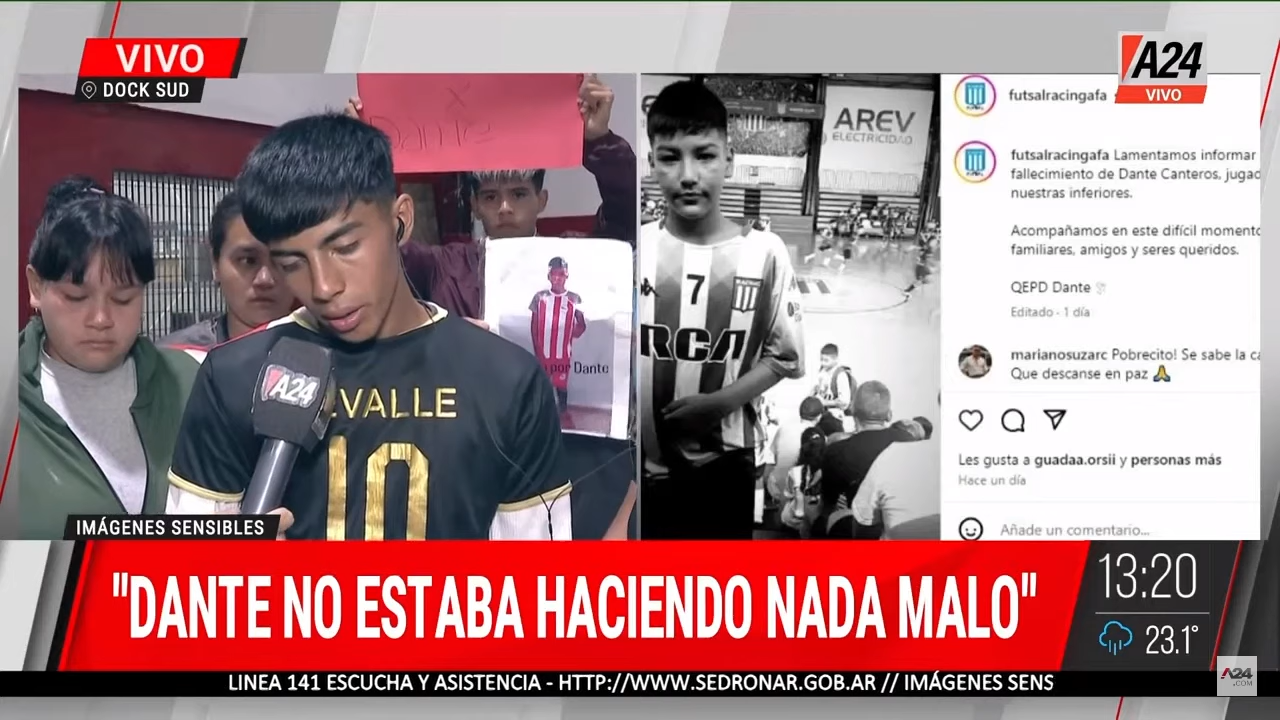 VIVO
DOCK SUD
A24
VIVO
x
Dante
por Dante
A24
VALLE
10
AREV
ELECTRICIDAD
7
RACING
RCA
futsalracingafa
futsalracingafa Lamentamos informar
fallecimiento de Dante Canteros, jugad
nuestras inferiores.
Acompañamos en este difícil momento
familiares, amigos y seres queridos.
QEPD Dante
Editado · 1 día
marianosuzarc Pobrecito! Se sabe la ca
Que descanse en paz 🙏
Les gusta a guadaa.orsii y personas más
Hace un día
Añade un comentario...
IMÁGENES SENSIBLES
"DANTE NO ESTABA HACIENDO NADA MALO"
13:20
23.1°
LINEA 141 ESCUCHA Y ASISTENCIA - HTTP://WWW.SEDRONAR.GOB.AR // IMÁGENES SENS
A24
.COM